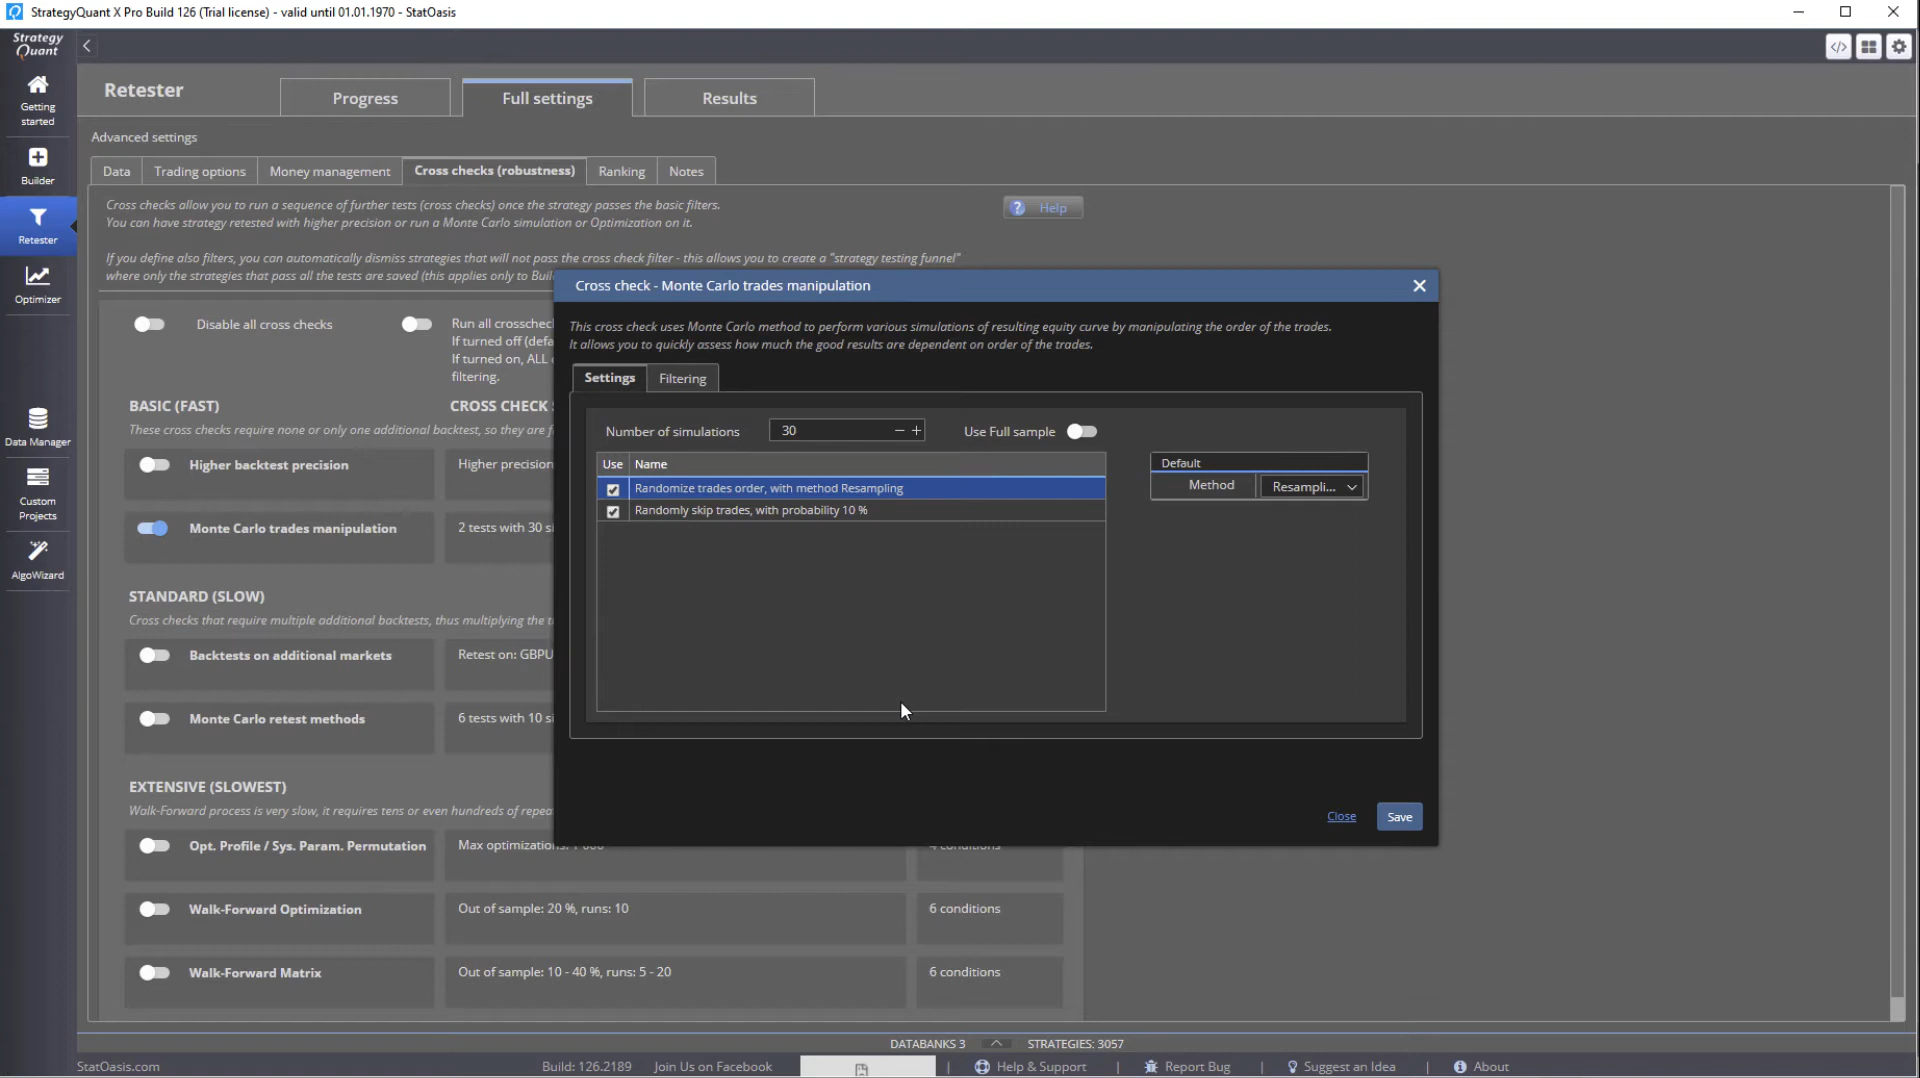 StrategyQuant X Pro Build 126 (Trial license) - valid until 01.01.1970 - StatOasis
Strategy
Quant
Getting
started
Builder
Retester
Optimizer
Data Manager
Custom
Projects
AlgoWizard
Retester
Progress
Full settings
Results
Advanced settings
Data
Trading options
Money management
Cross checks (robustness)
Ranking
Notes
Cross checks allow you to run a sequence of further tests (cross checks) once the strategy passes the basic filters.
You can have strategy retested with higher precision or run a Monte Carlo simulation or Optimization on it.
? Help
If you define also filters, you can automatically dismiss strategies that will not pass the cross check filter - this allows you to create a "strategy testing funnel"
where only the strategies that pass all the tests are saved (this applies only to Buil
Disable all cross checks
Run all crosschec
If turned off (defa
If turned on, ALL
filtering.
BASIC (FAST)
CROSS CHECK
These cross checks require none or only one additional backtest, so they are f
Higher backtest precision
Higher precision
Monte Carlo trades manipulation
2 tests with 30 si
STANDARD (SLOW)
Cross checks that require multiple additional backtests, thus multiplying the t
Backtests on additional markets
Retest on: GBPU
Monte Carlo retest methods
6 tests with 10 si
EXTENSIVE (SLOWEST)
Walk-Forward process is very slow, it requires tens or even hundreds of repea
Opt. Profile / Sys. Param. Permutation
Max optimizations: 1 000
4 conditions
Walk-Forward Optimization
Out of sample: 20 %, runs: 10
6 conditions
Walk-Forward Matrix
Out of sample: 10 - 40 %, runs: 5 - 20
6 conditions
Cross check - Monte Carlo trades manipulation
This cross check uses Monte Carlo method to perform various simulations of resulting equity curve by manipulating the order of the trades.
It allows you to quickly assess how much the good results are dependent on order of the trades.
Settings
Filtering
Number of simulations
30
Use Full sample
Use
Name
Randomize trades order, with method Resampling
Randomly skip trades, with probability 10 %
Default
Method
Resampli...
Close
Save
DATABANKS 3
STRATEGIES: 3057
StatOasis.com
Build: 126.2189
Join Us on Facebook
Help & Support
Report Bug
Suggest an Idea
About